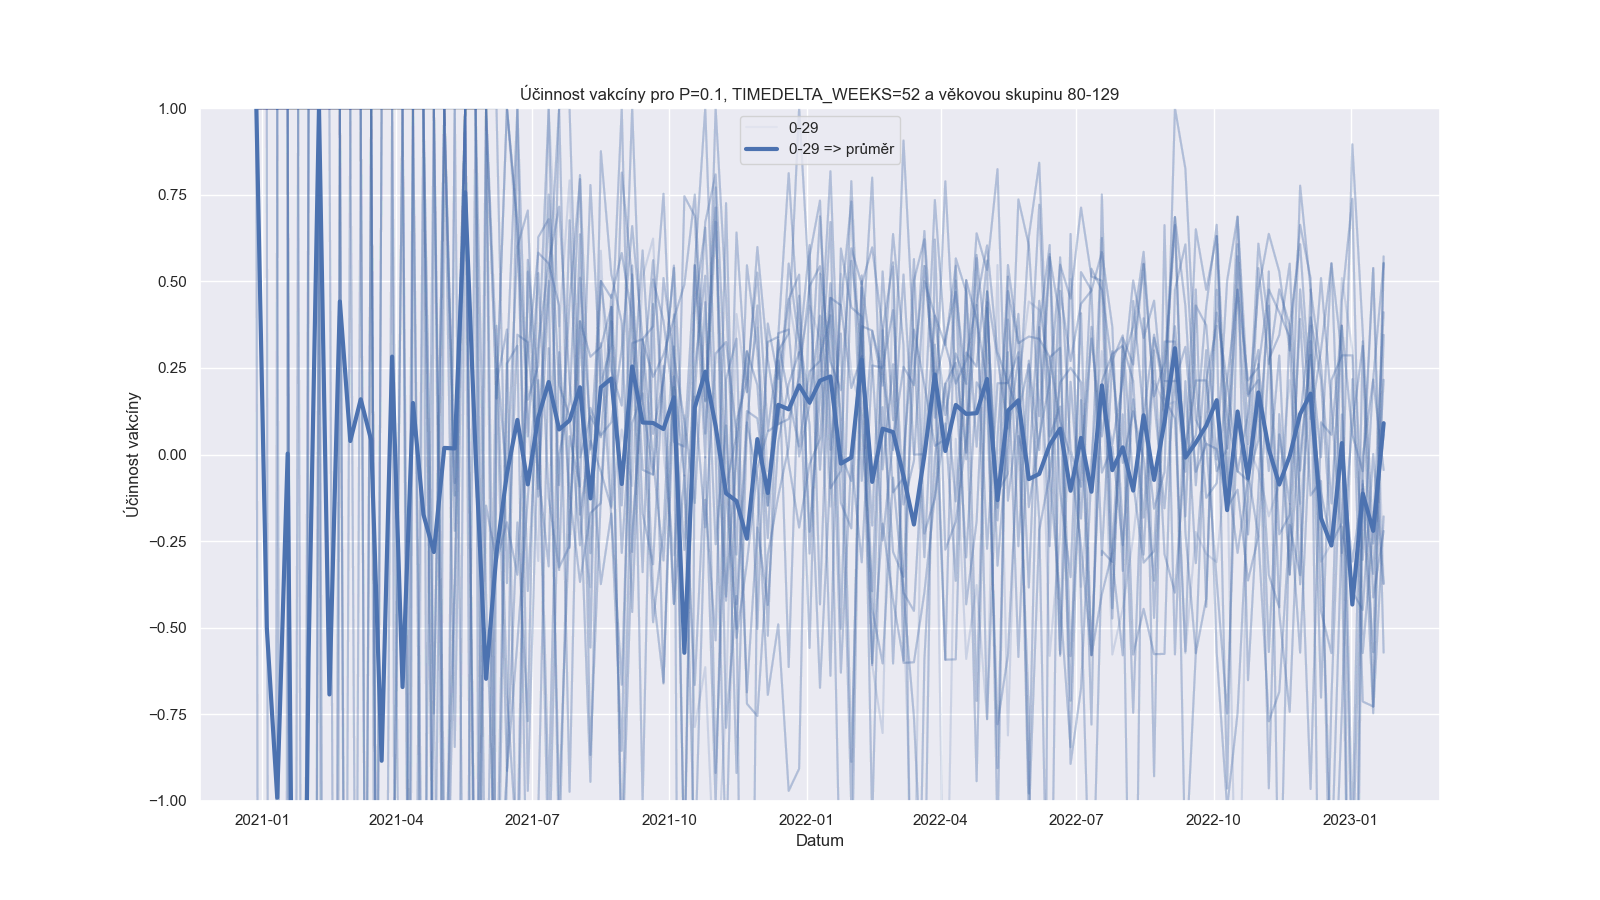 Účinnost vakcíny pro P=0.1, TIMEDELTA_WEEKS=52 a věkovou skupinu 80-129
0-29
0-29 => průměr
1.00
0.75
0.50
0.25
0.00
−0.25
−0.50
−0.75
−1.00
Účinnost vakcíny
2021-01 2021-04 2021-07 2021-10 2022-01 2022-04 2022-07 2022-10 2023-01
Datum